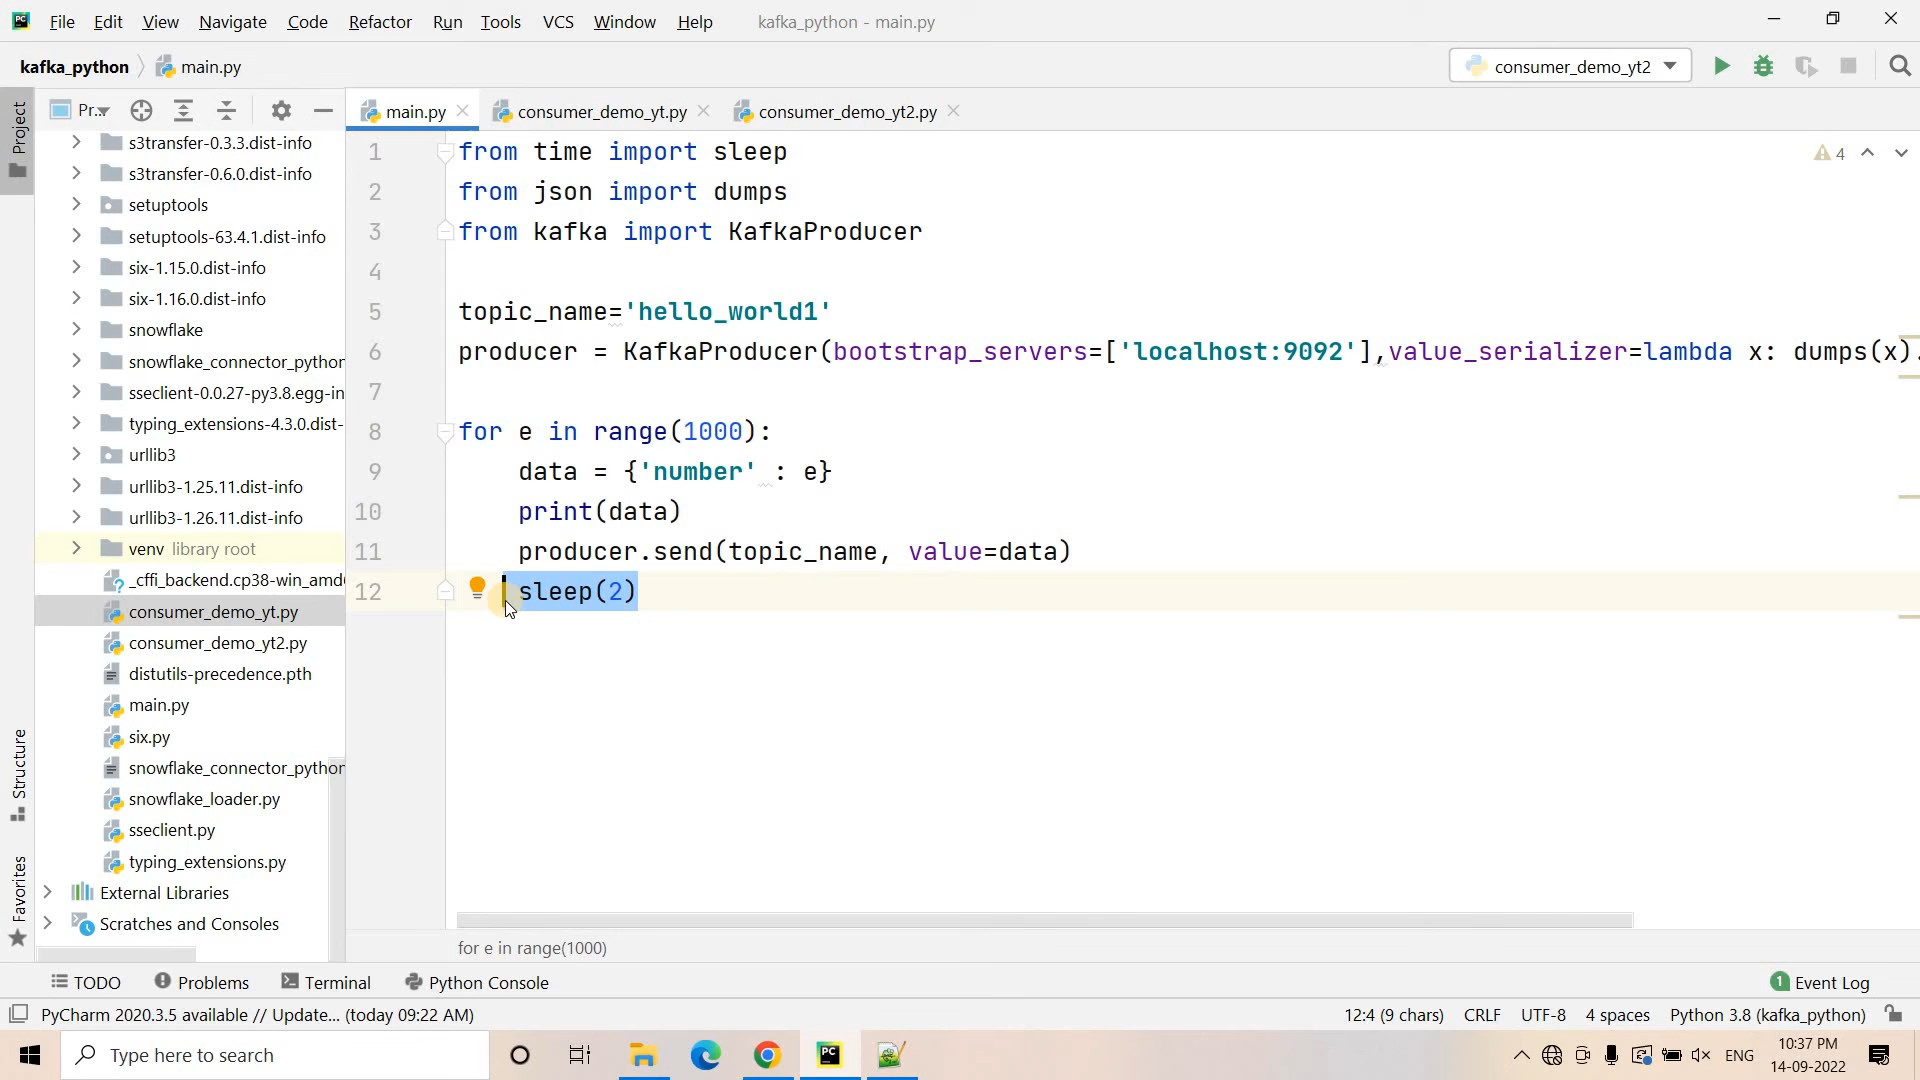 File Edit View Navigate Code Refactor Run Tools VCS Window Help kafka_python - main.py
kafka_python main.py consumer_demo_yt2
Project
Pr...
main.py consumer_demo_yt.py consumer_demo_yt2.py
s3transfer-0.3.3.dist-info
s3transfer-0.6.0.dist-info
setuptools
setuptools-63.4.1.dist-info
six-1.15.0.dist-info
six-1.16.0.dist-info
snowflake
snowflake_connector_python
sseclient-0.0.27-py3.8.egg-in
typing_extensions-4.3.0.dist-
urllib3
urllib3-1.25.11.dist-info
urllib3-1.26.11.dist-info
venv library root
_cffi_backend.cp38-win_amd
consumer_demo_yt.py
consumer_demo_yt2.py
distutils-precedence.pth
main.py
six.py
snowflake_connector_python
snowflake_loader.py
sseclient.py
typing_extensions.py
External Libraries
Scratches and Consoles
Structure
Favorites
1 from time import sleep
2 from json import dumps
3 from kafka import KafkaProducer
4
5 topic_name='hello_world1'
6 producer = KafkaProducer(bootstrap_servers=['localhost:9092'],value_serializer=lambda x: dumps(x).
7
8 for e in range(1000):
9 data = {'number' : e}
10 print(data)
11 producer.send(topic_name, value=data)
12 sleep(2)
4
for e in range(1000)
TODO Problems Terminal Python Console 1 Event Log
PyCharm 2020.3.5 available // Update... (today 09:22 AM) 12:4 (9 chars) CRLF UTF-8 4 spaces Python 3.8 (kafka_python)
Type here to search ENG 10:37 PM
14-09-2022